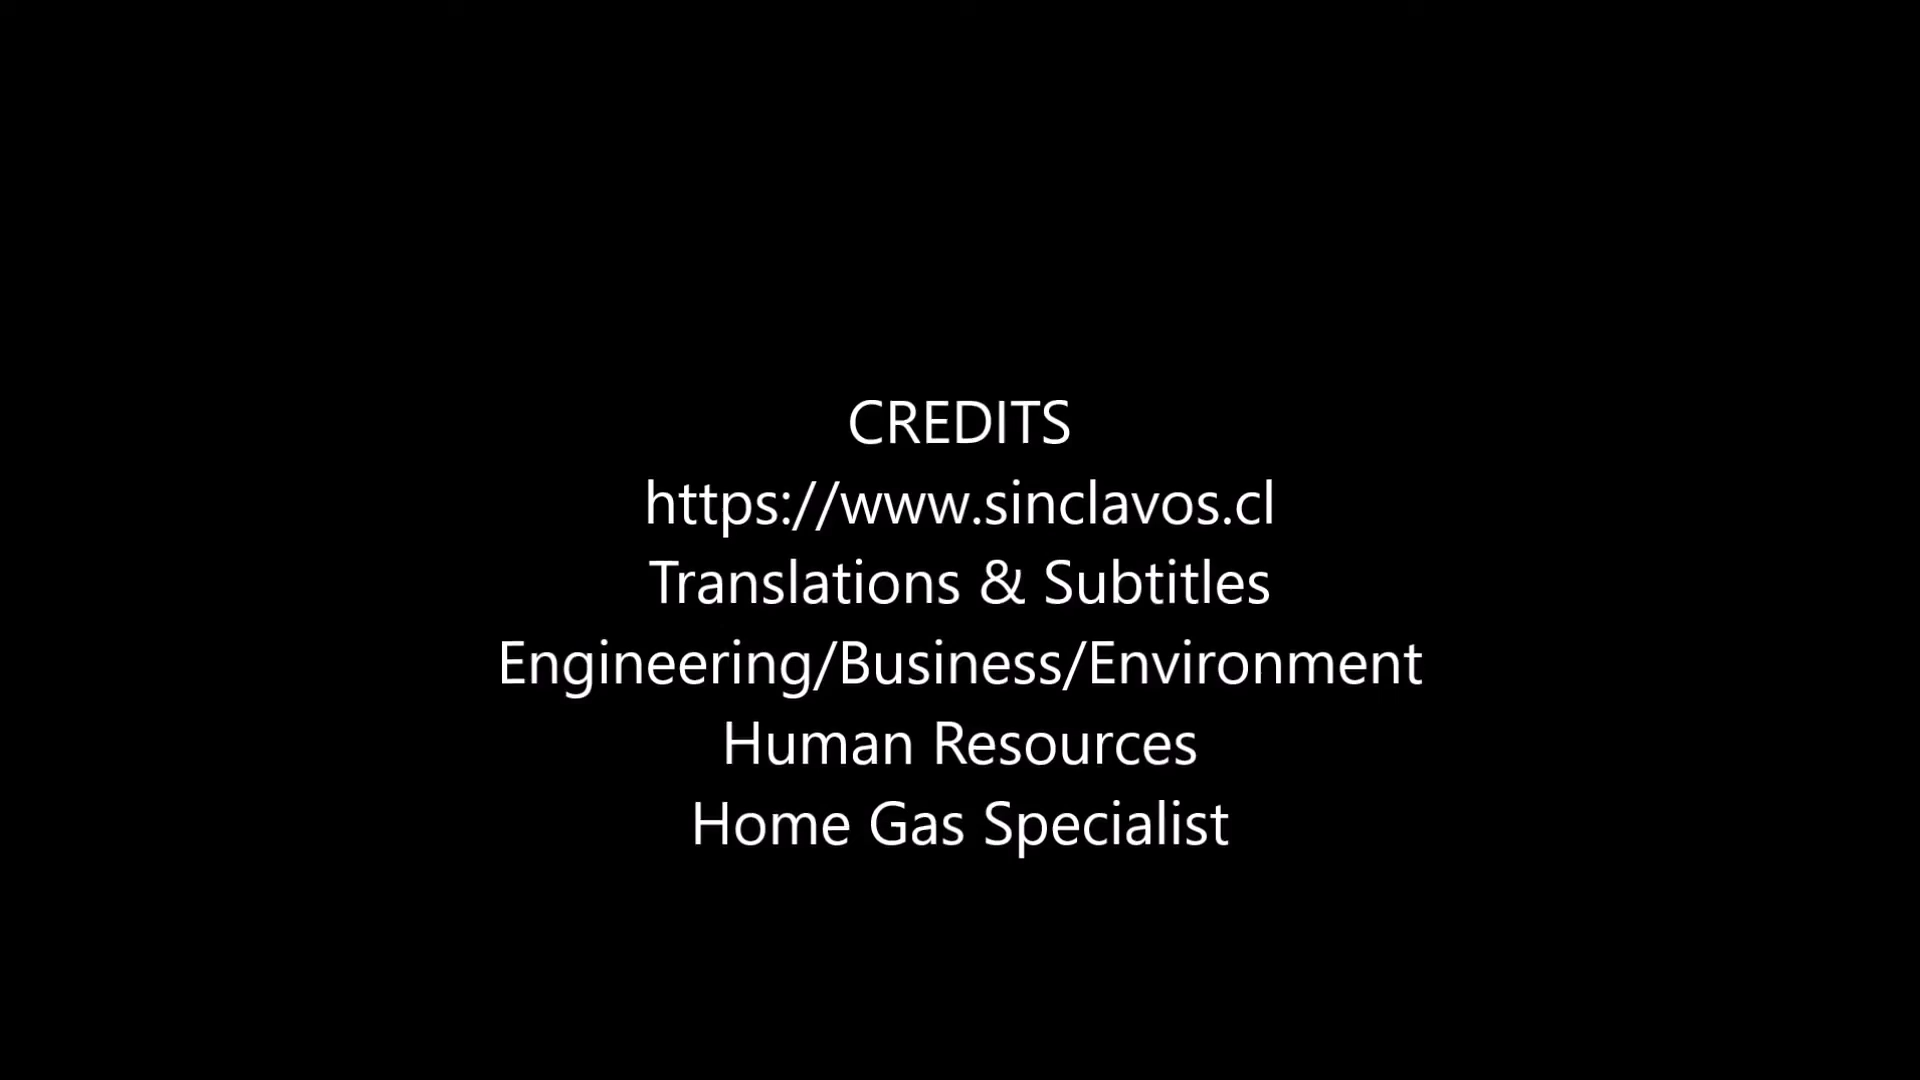 CREDITS
https://www.sinclavos.cl
Translations & Subtitles
Engineering/Business/Environment
Human Resources
Home Gas Specialist